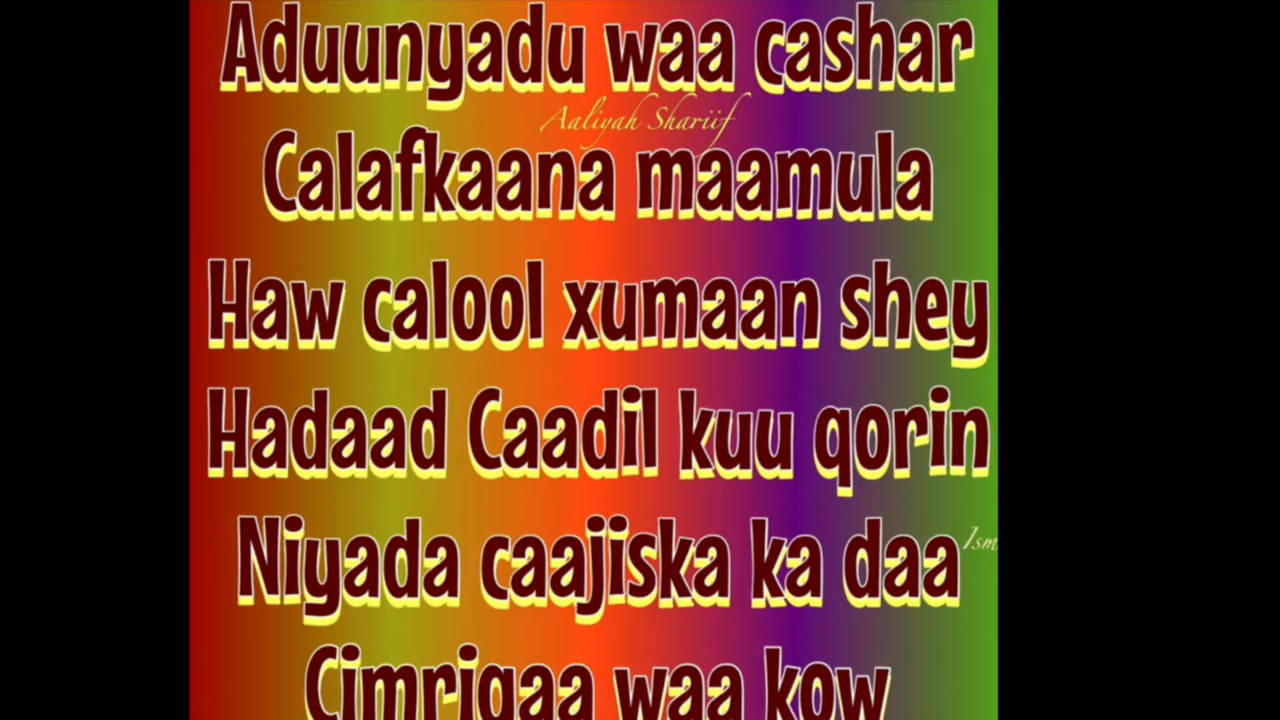 Aduunyadu waa cashar
Aaliyah Shariif
Calafkaana maamula
Haw calool xumaan shey
Hadaad Caadil kuu qorin
Niyada caajiska ka daa
Ism
Cimrigaa waa kow